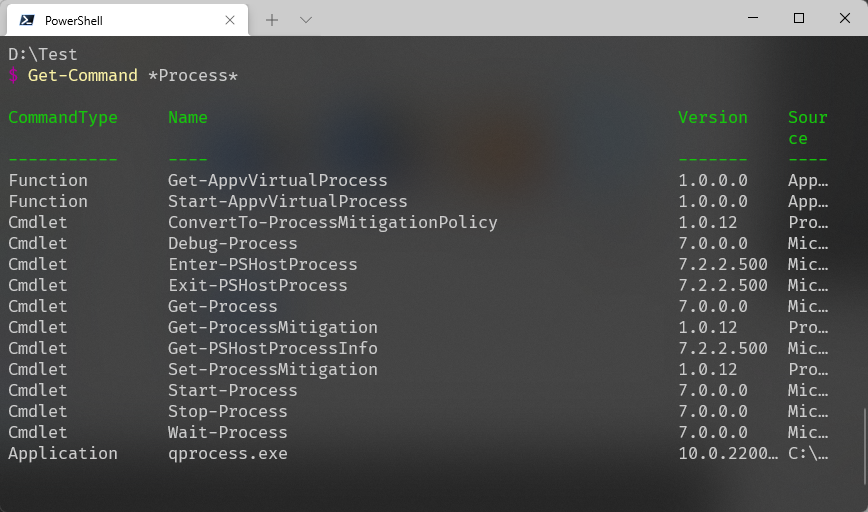 PowerShell
D:\Test
$ Get-Command *Process*
CommandType Name Version Sour
ce
----------- ---- ------- ----
Function Get-AppvVirtualProcess 1.0.0.0 App…
Function Start-AppvVirtualProcess 1.0.0.0 App…
Cmdlet ConvertTo-ProcessMitigationPolicy 1.0.12 Pro…
Cmdlet Debug-Process 7.0.0.0 Mic…
Cmdlet Enter-PSHostProcess 7.2.2.500 Mic…
Cmdlet Exit-PSHostProcess 7.2.2.500 Mic…
Cmdlet Get-Process 7.0.0.0 Mic…
Cmdlet Get-ProcessMitigation 1.0.12 Pro…
Cmdlet Get-PSHostProcessInfo 7.2.2.500 Mic…
Cmdlet Set-ProcessMitigation 1.0.12 Pro…
Cmdlet Start-Process 7.0.0.0 Mic…
Cmdlet Stop-Process 7.0.0.0 Mic…
Cmdlet Wait-Process 7.0.0.0 Mic…
Application qprocess.exe 10.0.2200… C:\…